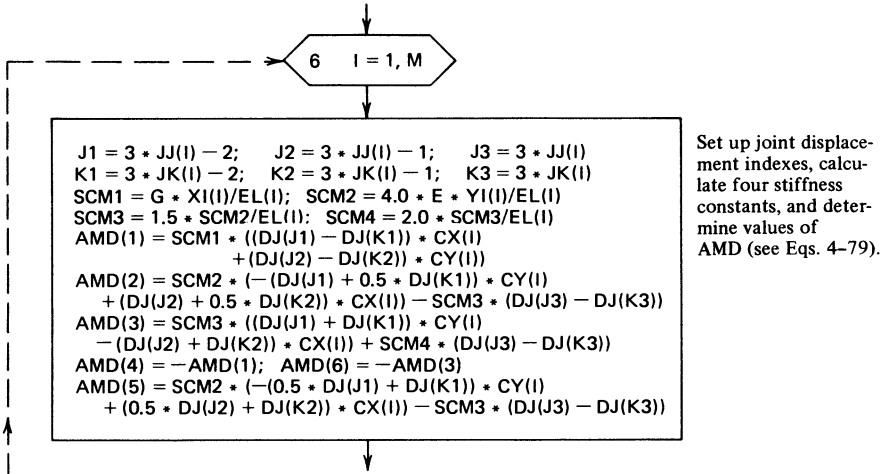 6 I = 1, M
J1 = 3 * JJ(I) − 2; J2 = 3 * JJ(I) − 1; J3 = 3 * JJ(I)
K1 = 3 * JK(I) − 2; K2 = 3 * JK(I) − 1; K3 = 3 * JK(I)
SCM1 = G * XI(I)/EL(I); SCM2 = 4.0 * E * YI(I)/EL(I)
SCM3 = 1.5 * SCM2/EL(I); SCM4 = 2.0 * SCM3/EL(I)
AMD(1) = SCM1 * ((DJ(J1) − DJ(K1)) * CX(I)
+ (DJ(J2) − DJ(K2)) * CY(I))
AMD(2) = SCM2 * (−(DJ(J1) + 0.5 * DJ(K1)) * CY(I)
+ (DJ(J2) + 0.5 * DJ(K2)) * CX(I)) − SCM3 * (DJ(J3) − DJ(K3))
AMD(3) = SCM3 * ((DJ(J1) + DJ(K1)) * CY(I)
− (DJ(J2) + DJ(K2)) * CX(I)) + SCM4 * (DJ(J3) − DJ(K3))
AMD(4) = −AMD(1); AMD(6) = −AMD(3)
AMD(5) = SCM2 * (−(0.5 * DJ(J1) + DJ(K1)) * CY(I)
+ (0.5 * DJ(J2) + DJ(K2)) * CX(I)) − SCM3 * (DJ(J3) − DJ(K3))
Set up joint displace-
ment indexes, calcu-
late four stiffness
constants, and deter-
mine values of
AMD (see Eqs. 4–79).